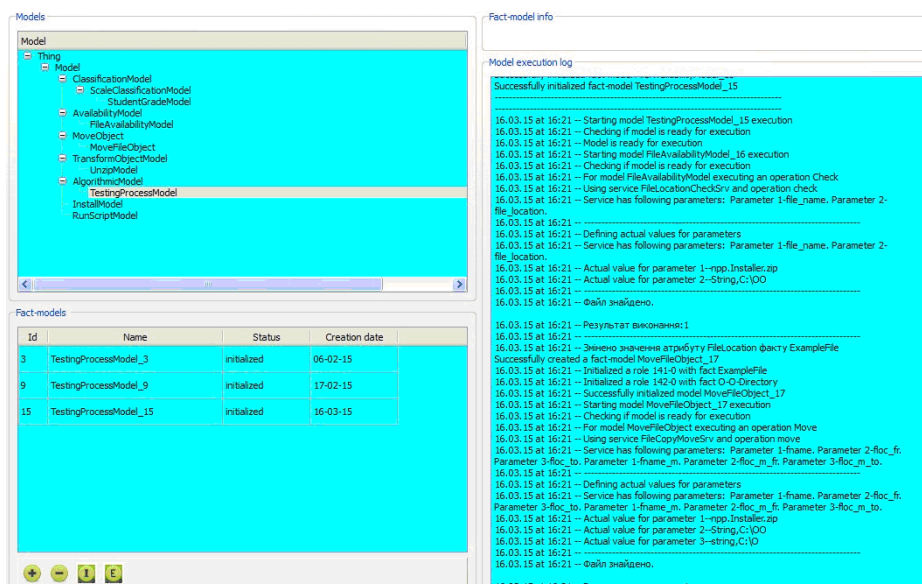 Models
Model
Thing
Model
ClassificationModel
ScaleClassificationModel
StudentGradeModel
AvailabilityModel
FileAvailabilityModel
MoveObject
MoveFileObject
TransformObjectModel
UnzipModel
AlgorithmicModel
TestingProcessModel
InstallModel
RunScriptModel
Fact-models
Id Name Status Creation date
3 TestingProcessModel_3 initialized 06-02-15
9 TestingProcessModel_9 initialized 17-02-15
15 TestingProcessModel_15 initialized 16-03-15
I E
Fact-model info
Model execution log
Successfully initialized fact-model TestingProcessModel_15
--------------------------------------------------
--------------------------------------------------
16.03.15 at 16:21 -- Starting model TestingProcessModel_15 execution
16.03.15 at 16:21 -- Checking if model is ready for execution
16.03.15 at 16:21 -- Model is ready for execution
16.03.15 at 16:21 -- Starting model FileAvailabilityModel_16 execution
16.03.15 at 16:21 -- Checking if model is ready for execution
16.03.15 at 16:21 -- For model FileAvailabilityModel executing an operation Check
16.03.15 at 16:21 -- Using service FileLocationCheckSrv and operation check
16.03.15 at 16:21 -- Service has following parameters: Parameter 1-file_name. Parameter 2-
file_location.
16.03.15 at 16:21 -- --------------------------------------------------
16.03.15 at 16:21 -- Defining actual values for parameters
16.03.15 at 16:21 -- Service has following parameters: Parameter 1-file_name. Parameter 2-
file_location.
16.03.15 at 16:21 -- Actual value for parameter 1--npp.Installer.zip
16.03.15 at 16:21 -- Actual value for parameter 2--String,C:\OO
16.03.15 at 16:21 -- --------------------------------------------------
16.03.15 at 16:21 -- Файл знайдено.
16.03.15 at 16:21 -- Результат виконання:1
16.03.15 at 16:21 -- --------------------------------------------------
16.03.15 at 16:21 -- Змінено значення атрибуту FileLocation факту ExampleFile
Successfully created a fact-model MoveFileObject_17
16.03.15 at 16:21 -- Initialized a role 141-0 with fact ExampleFile
16.03.15 at 16:21 -- Initialized a role 142-0 with fact O-O-Directory
16.03.15 at 16:21 -- Successfully initialized model MoveFileObject_17
16.03.15 at 16:21 -- Starting model MoveFileObject_17 execution
16.03.15 at 16:21 -- Checking if model is ready for execution
16.03.15 at 16:21 -- For model MoveFileObject executing an operation Move
16.03.15 at 16:21 -- Using service FileCopyMoveSrv and operation move
16.03.15 at 16:21 -- Service has following parameters: Parameter 1-fname. Parameter 2-floc_fr.
Parameter 3-floc_to. Parameter 1-fname_m. Parameter 2-floc_m_fr. Parameter 3-floc_m_to.
16.03.15 at 16:21 -- --------------------------------------------------
16.03.15 at 16:21 -- Defining actual values for parameters
16.03.15 at 16:21 -- Service has following parameters: Parameter 1-fname. Parameter 2-floc_fr.
Parameter 3-floc_to. Parameter 1-fname_m. Parameter 2-floc_m_fr. Parameter 3-floc_m_to.
16.03.15 at 16:21 -- Actual value for parameter 1--npp.Installer.zip
16.03.15 at 16:21 -- Actual value for parameter 2--String,C:\OO
16.03.15 at 16:21 -- Actual value for parameter 3--string,C:\O
16.03.15 at 16:21 -- --------------------------------------------------
16.03.15 at 16:21 -- Файл знайдено.